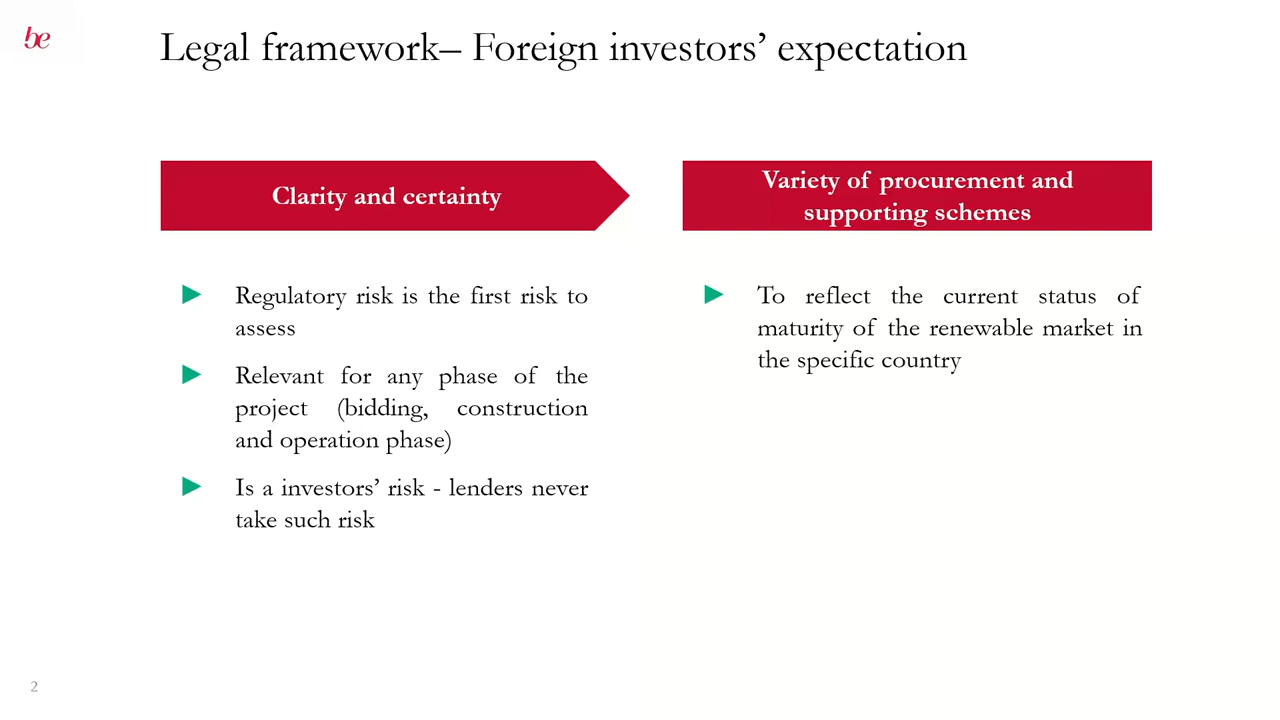 be
Legal framework– Foreign investors’ expectation
Clarity and certainty
Regulatory risk is the first risk to
assess
Relevant for any phase of the
project (bidding, construction
and operation phase)
Is a investors’ risk - lenders never
take such risk
Variety of procurement and
supporting schemes
To reflect the current status of
maturity of the renewable market in
the specific country
2